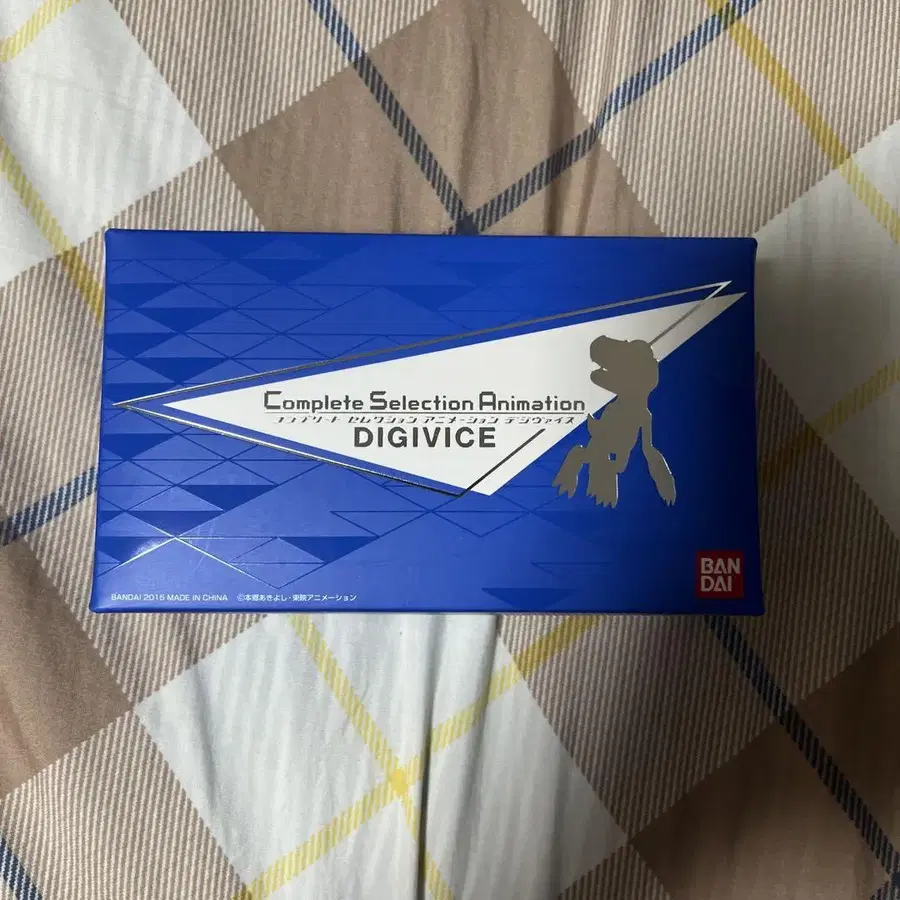 Complete Selection Animation
コンプリート セレクション アニメーション デジヴァイス
DIGIVICE
BAN
DAI
BANDAI 2015 MADE IN CHINA ©本郷あきよし・東映アニメーション